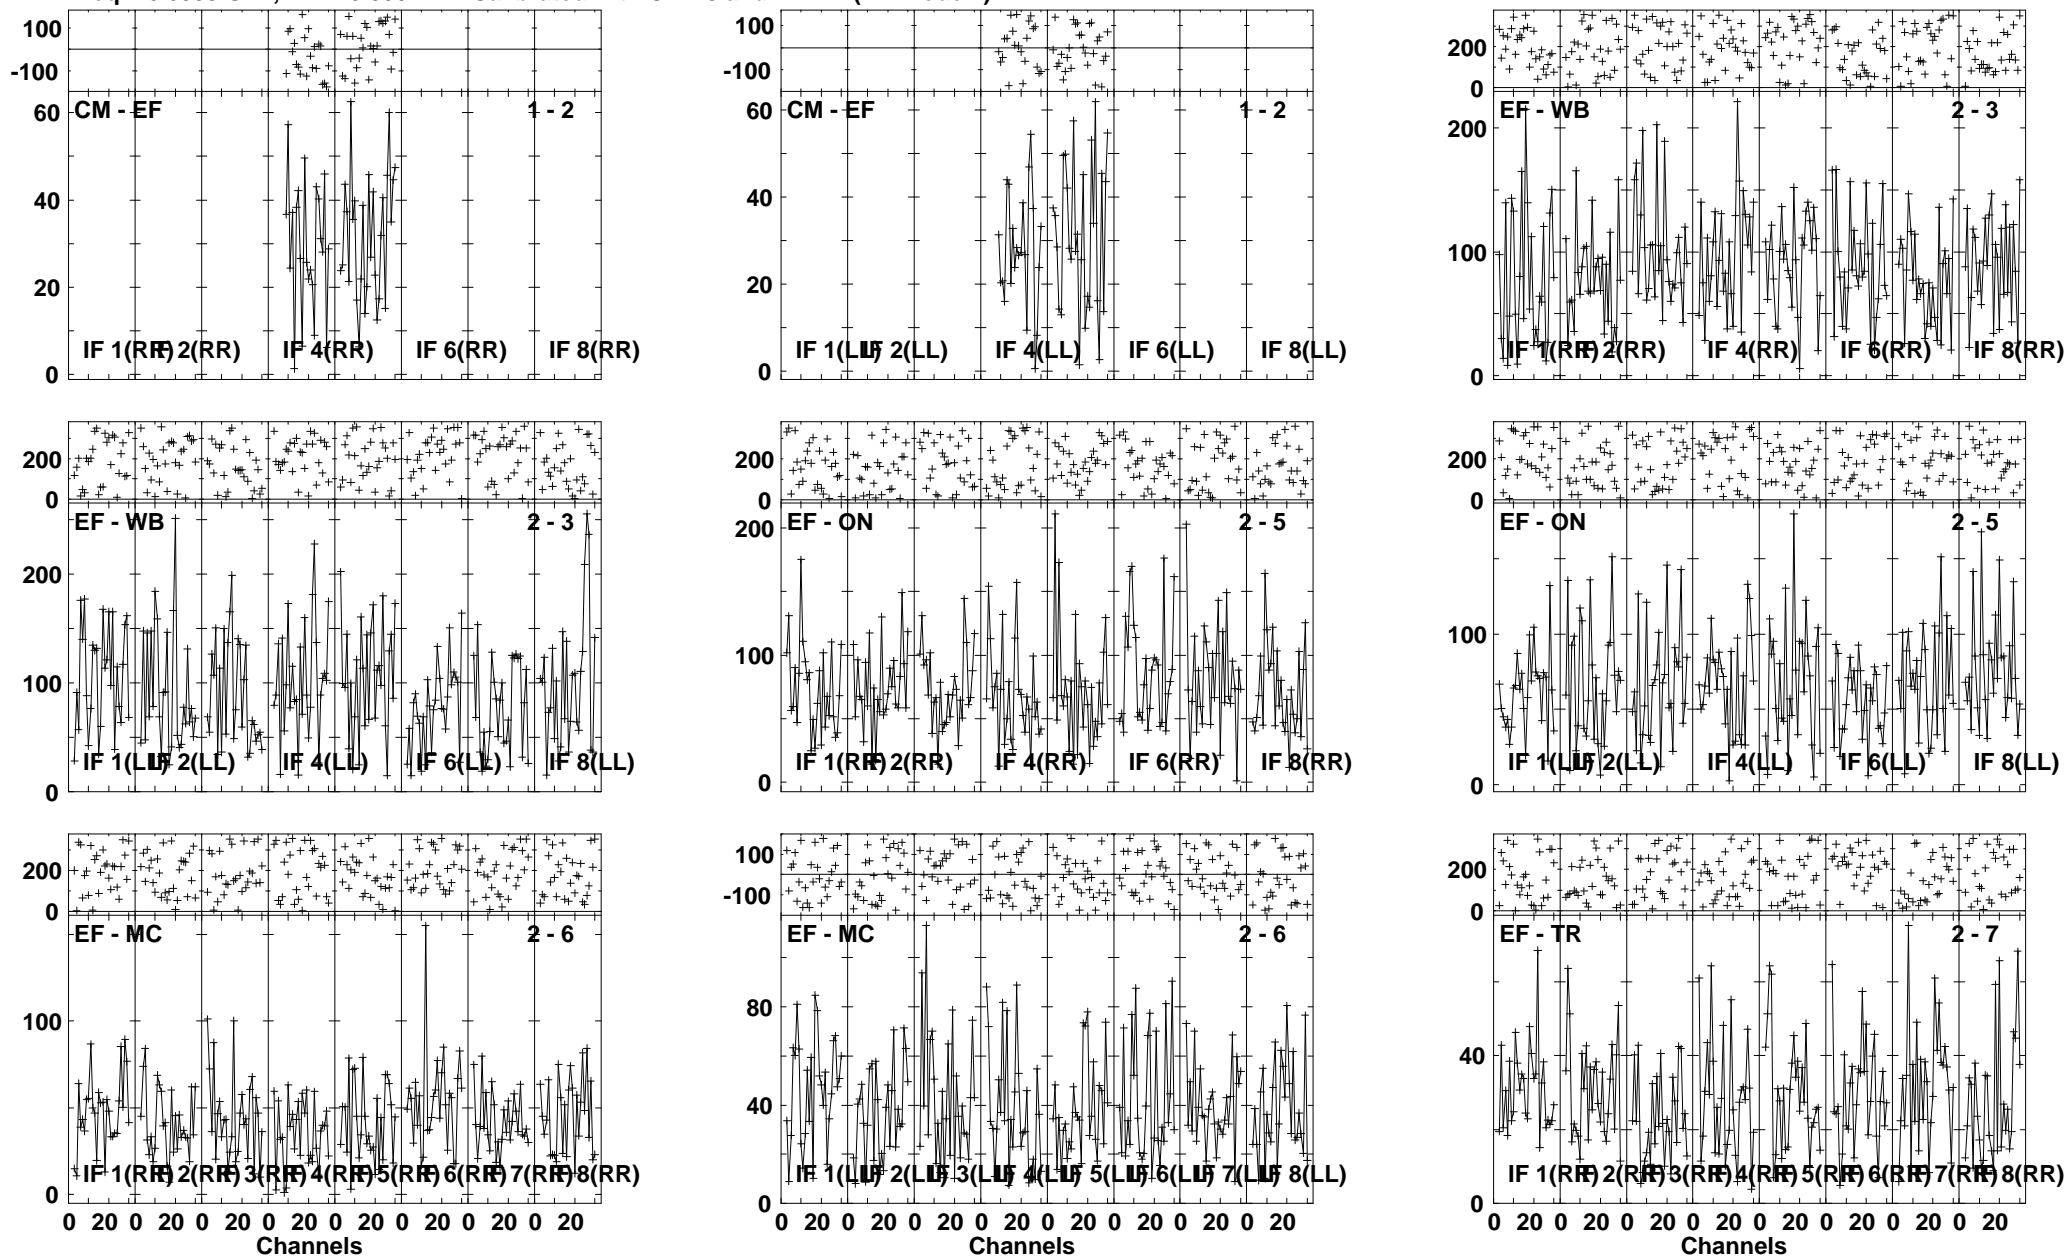 100
-100
CM - EF 1 - 2
60
40
20
0
IF 1(RR) IF 2(RR) IF 4(RR) IF 6(RR) IF 8(RR)
100
-100
CM - EF 1 - 2
60
40
20
0
IF 1(LL) IF 2(LL) IF 4(LL) IF 6(LL) IF 8(LL)
200
0
EF - WB 2 - 3
200
100
0
IF 1(RR) IF 2(RR) IF 4(RR) IF 6(RR) IF 8(RR)
200
0
EF - WB 2 - 3
200
100
0
IF 1(LL) IF 2(LL) IF 4(LL) IF 6(LL) IF 8(LL)
200
0
EF - ON 2 - 5
200
100
0
IF 1(RR) IF 2(RR) IF 4(RR) IF 6(RR) IF 8(RR)
200
0
EF - ON 2 - 5
100
0
IF 1(LL) IF 2(LL) IF 4(LL) IF 6(LL) IF 8(LL)
200
0
EF - MC 2 - 6
100
0
IF 1(RR) IF 2(RR) IF 3(RR) IF 4(RR) IF 5(RR) IF 6(RR) IF 7(RR) IF 8(RR)
0 20 0 20 0 20 0 20 0 20 0 20 0 20 0 20
Channels
100
-100
EF - MC 2 - 6
80
40
0
IF 1(LL) IF 2(LL) IF 3(LL) IF 4(LL) IF 5(LL) IF 6(LL) IF 7(LL) IF 8(LL)
0 20 0 20 0 20 0 20 0 20 0 20 0 20 0 20
Channels
200
0
EF - TR 2 - 7
40
0
IF 1(RR) IF 2(RR) IF 3(RR) IF 4(RR) IF 5(RR) IF 6(RR) IF 7(RR) IF 8(RR)
0 20 0 20 0 20 0 20 0 20 0 20 0 20 0 20
Channels